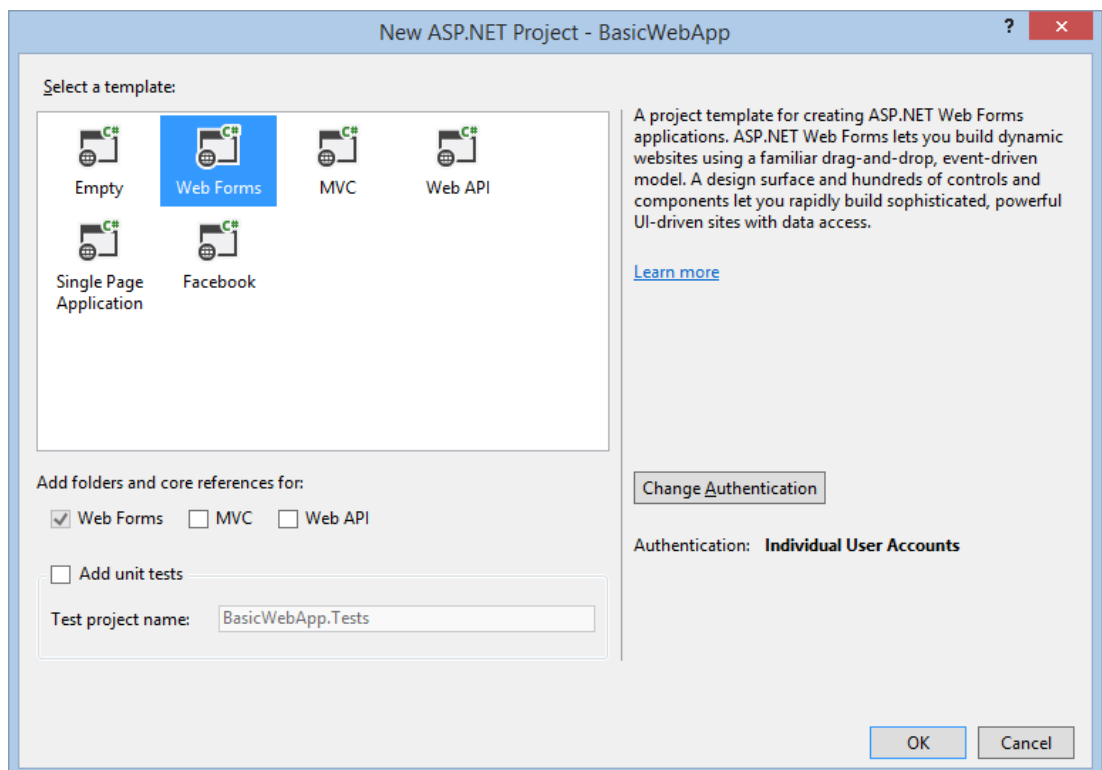 New ASP.NET Project - BasicWebApp
?
Select a template:
C#
C#
C#
C#
Empty
Web Forms
MVC
Web API
C#
C#
Single Page
Application
Facebook
A project template for creating ASP.NET Web Forms
applications. ASP.NET Web Forms lets you build dynamic
websites using a familiar drag-and-drop, event-driven
model. A design surface and hundreds of controls and
components let you rapidly build sophisticated, powerful
UI-driven sites with data access.
Learn more
Add folders and core references for:
Web Forms
MVC
Web API
Add unit tests
Test project name:
BasicWebApp.Tests
Change Authentication
Authentication: Individual User Accounts
OK
Cancel